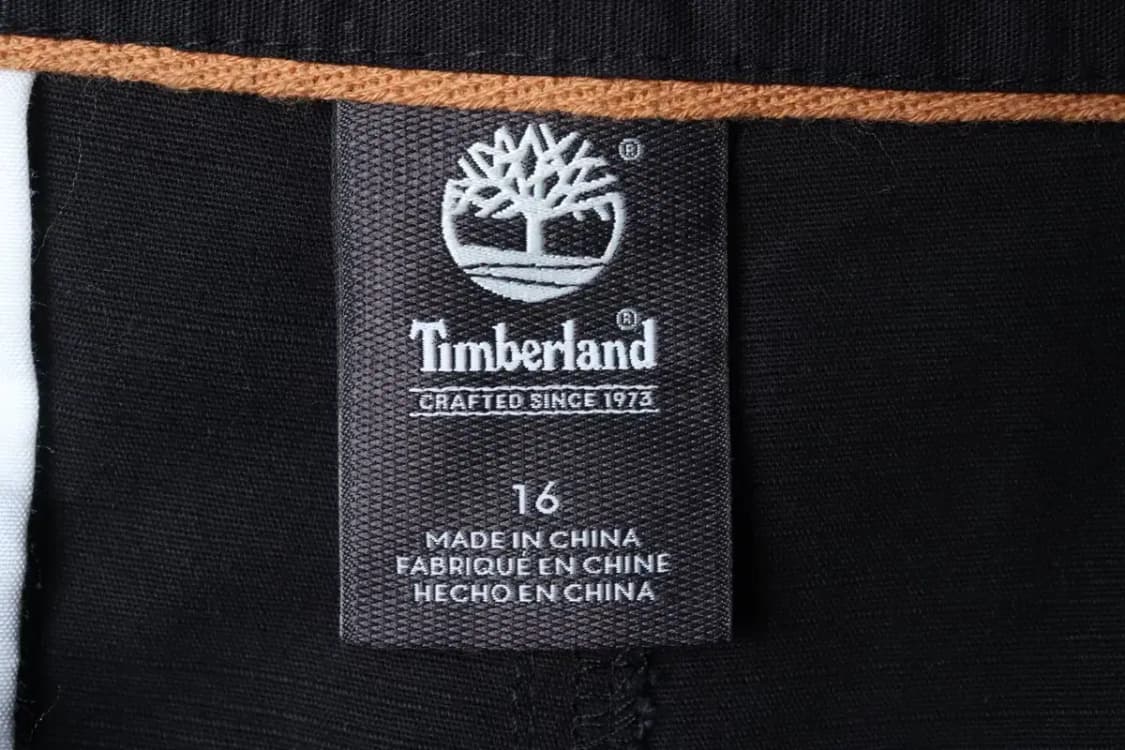 ®
Timberland®
CRAFTED SINCE 1973
16
MADE IN CHINA
FABRIQUÉ EN CHINE
HECHO EN CHINA